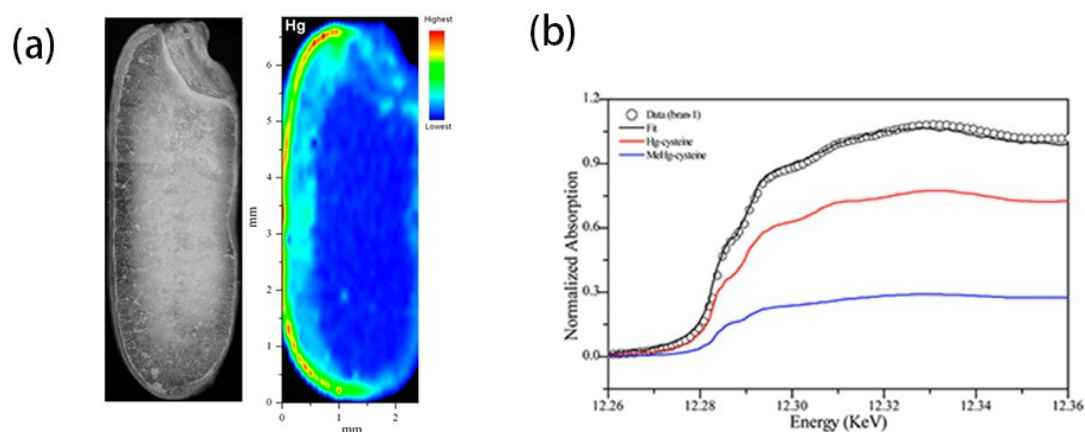 (a)
Hg
Highest
Lowest
6
5
4
3
2
1
0
mm
0 1 2
mm
(b)
1.2
0.9
0.6
0.3
0.0
Normalized Absorption
Data (bran-1)
Fit
Hg-cysteine
MeHg-cysteine
12.26 12.28 12.30 12.32 12.34 12.36
Energy (KeV)